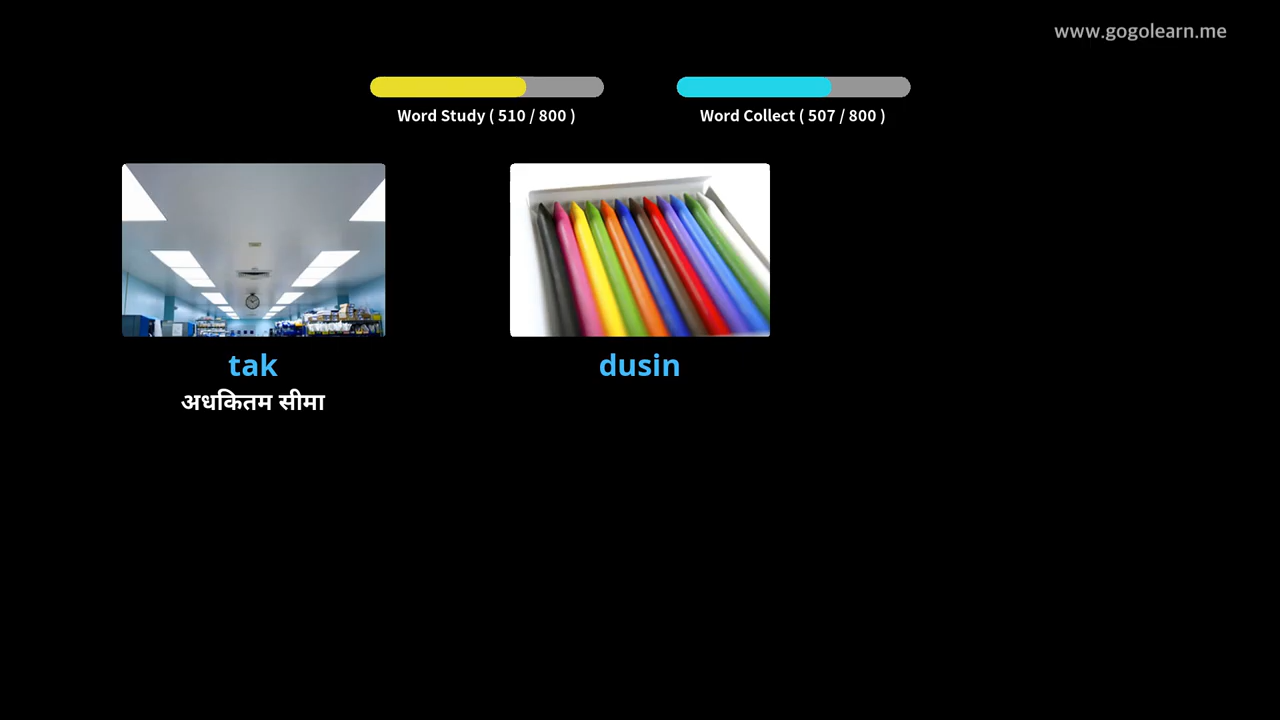 www.gogolearn.me
Word Study ( 510 / 800 )
Word Collect ( 507 / 800 )
tak
dusin
अधकितम सीमा